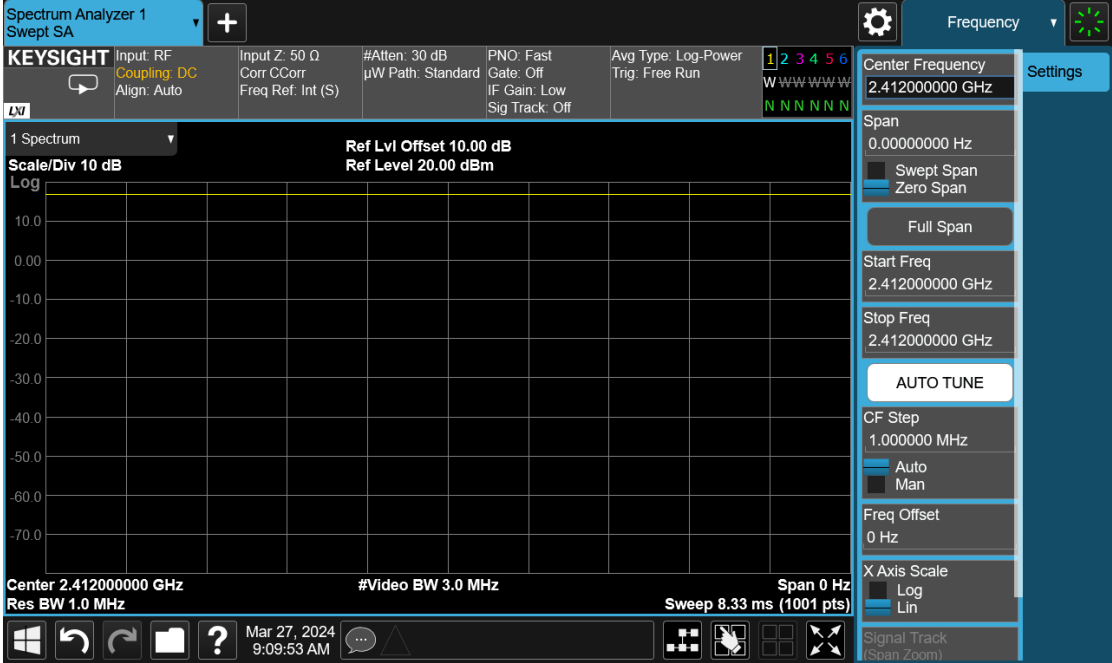 Spectrum Analyzer 1
Swept SA
Frequency
KEYSIGHT
LXI
Input: RF
Coupling: DC
Align: Auto
Input Z: 50 Ω
Corr CCorr
Freq Ref: Int (S)
#Atten: 30 dB
µW Path: Standard
PNO: Fast
Gate: Off
IF Gain: Low
Sig Track: Off
Avg Type: Log-Power
Trig: Free Run
1 2 3 4 5 6
W W W W W W
N N N N N N
1 Spectrum
Scale/Div 10 dB
Ref Lvl Offset 10.00 dB
Ref Level 20.00 dBm
Log
10.0
0.00
-10.0
-20.0
-30.0
-40.0
-50.0
-60.0
-70.0
Center 2.412000000 GHz
Res BW 1.0 MHz
#Video BW 3.0 MHz
Span 0 Hz
Sweep 8.33 ms (1001 pts)
Mar 27, 2024
9:09:53 AM
Center Frequency
2.412000000 GHz
Span
0.00000000 Hz
Swept Span
Zero Span
Full Span
Start Freq
2.412000000 GHz
Stop Freq
2.412000000 GHz
AUTO TUNE
CF Step
1.000000 MHz
Auto
Man
Freq Offset
0 Hz
X Axis Scale
Log
Lin
Signal Track
(Span Zoom)
Settings